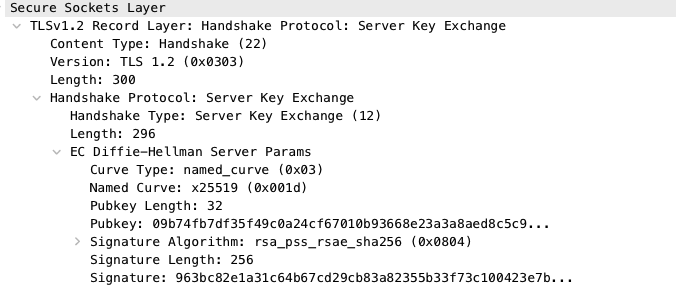 Secure Sockets Layer
TLSv1.2 Record Layer: Handshake Protocol: Server Key Exchange
Content Type: Handshake (22)
Version: TLS 1.2 (0x0303)
Length: 300
Handshake Protocol: Server Key Exchange
Handshake Type: Server Key Exchange (12)
Length: 296
EC Diffie-Hellman Server Params
Curve Type: named_curve (0x03)
Named Curve: x25519 (0x001d)
Pubkey Length: 32
Pubkey: 09b74fb7df35f49c0a24cf67010b93668e23a3a8aed8c5c9...
Signature Algorithm: rsa_pss_rsae_sha256 (0x0804)
Signature Length: 256
Signature: 963bc82e1a31c64b67cd29cb83a82355b33f73c100423e7b...